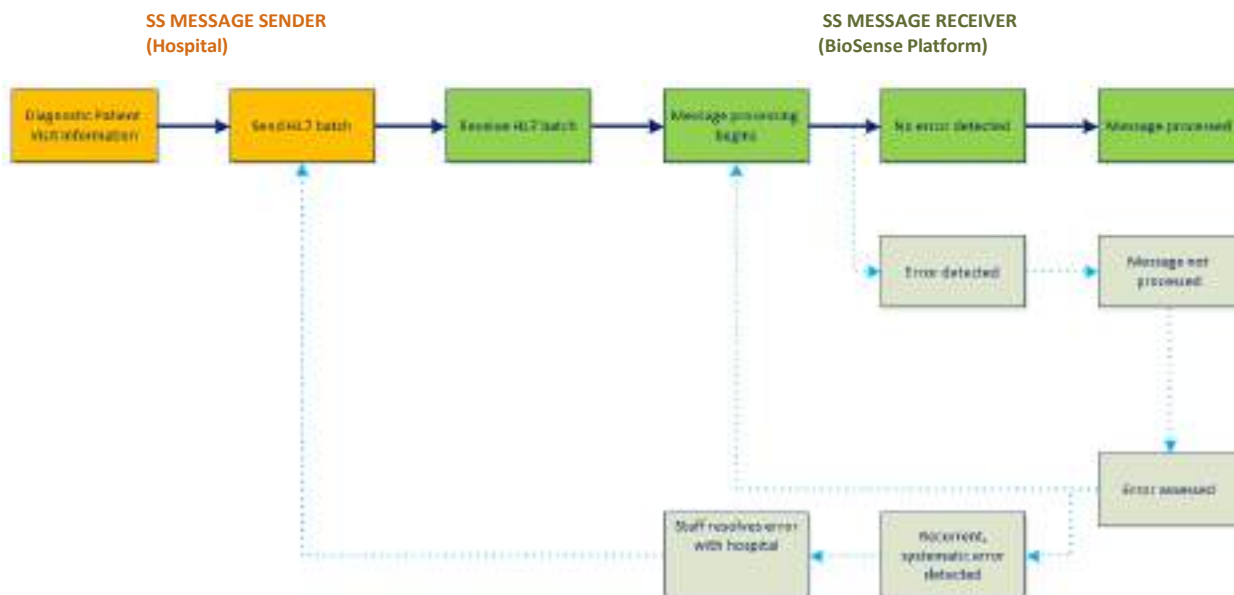 SS MESSAGE SENDER
(Hospital)
SS MESSAGE RECEIVER
(BioSense Platform)
Diagnostic Patient
Visit Information
Send HL7 batch
Receive HL7 batch
Message processing
begins
No error detected
Message processed
Error detected
Message not
processed
Error assessed
Staff resolves error
with hospital
Recurrent,
systematic error
detected